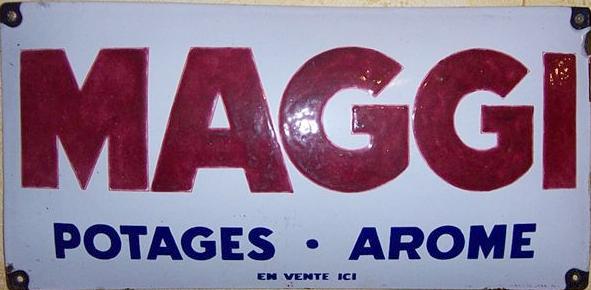 MAGGI
POTAGES · AROME
EN VENTE ICI